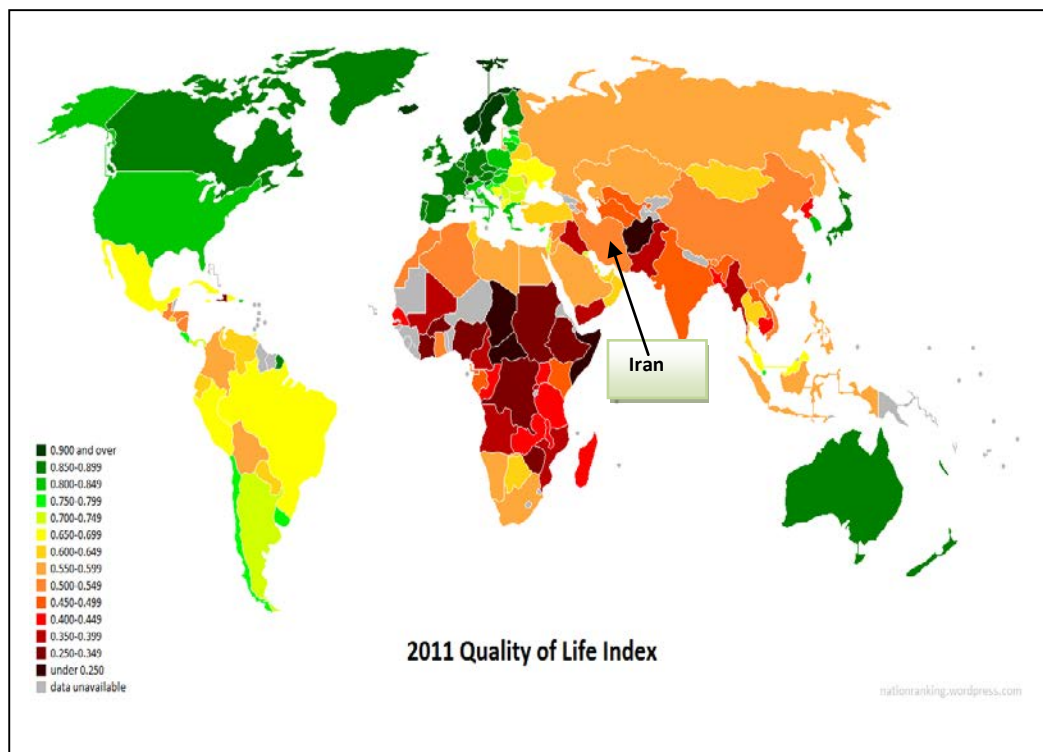 Iran
0.900 and over
0.850-0.899
0.800-0.849
0.750-0.799
0.700-0.749
0.650-0.699
0.600-0.649
0.550-0.599
0.500-0.549
0.450-0.499
0.400-0.449
0.350-0.399
0.250-0.349
under 0.250
data unavailable
2011 Quality of Life Index
nationranking.wordpress.com